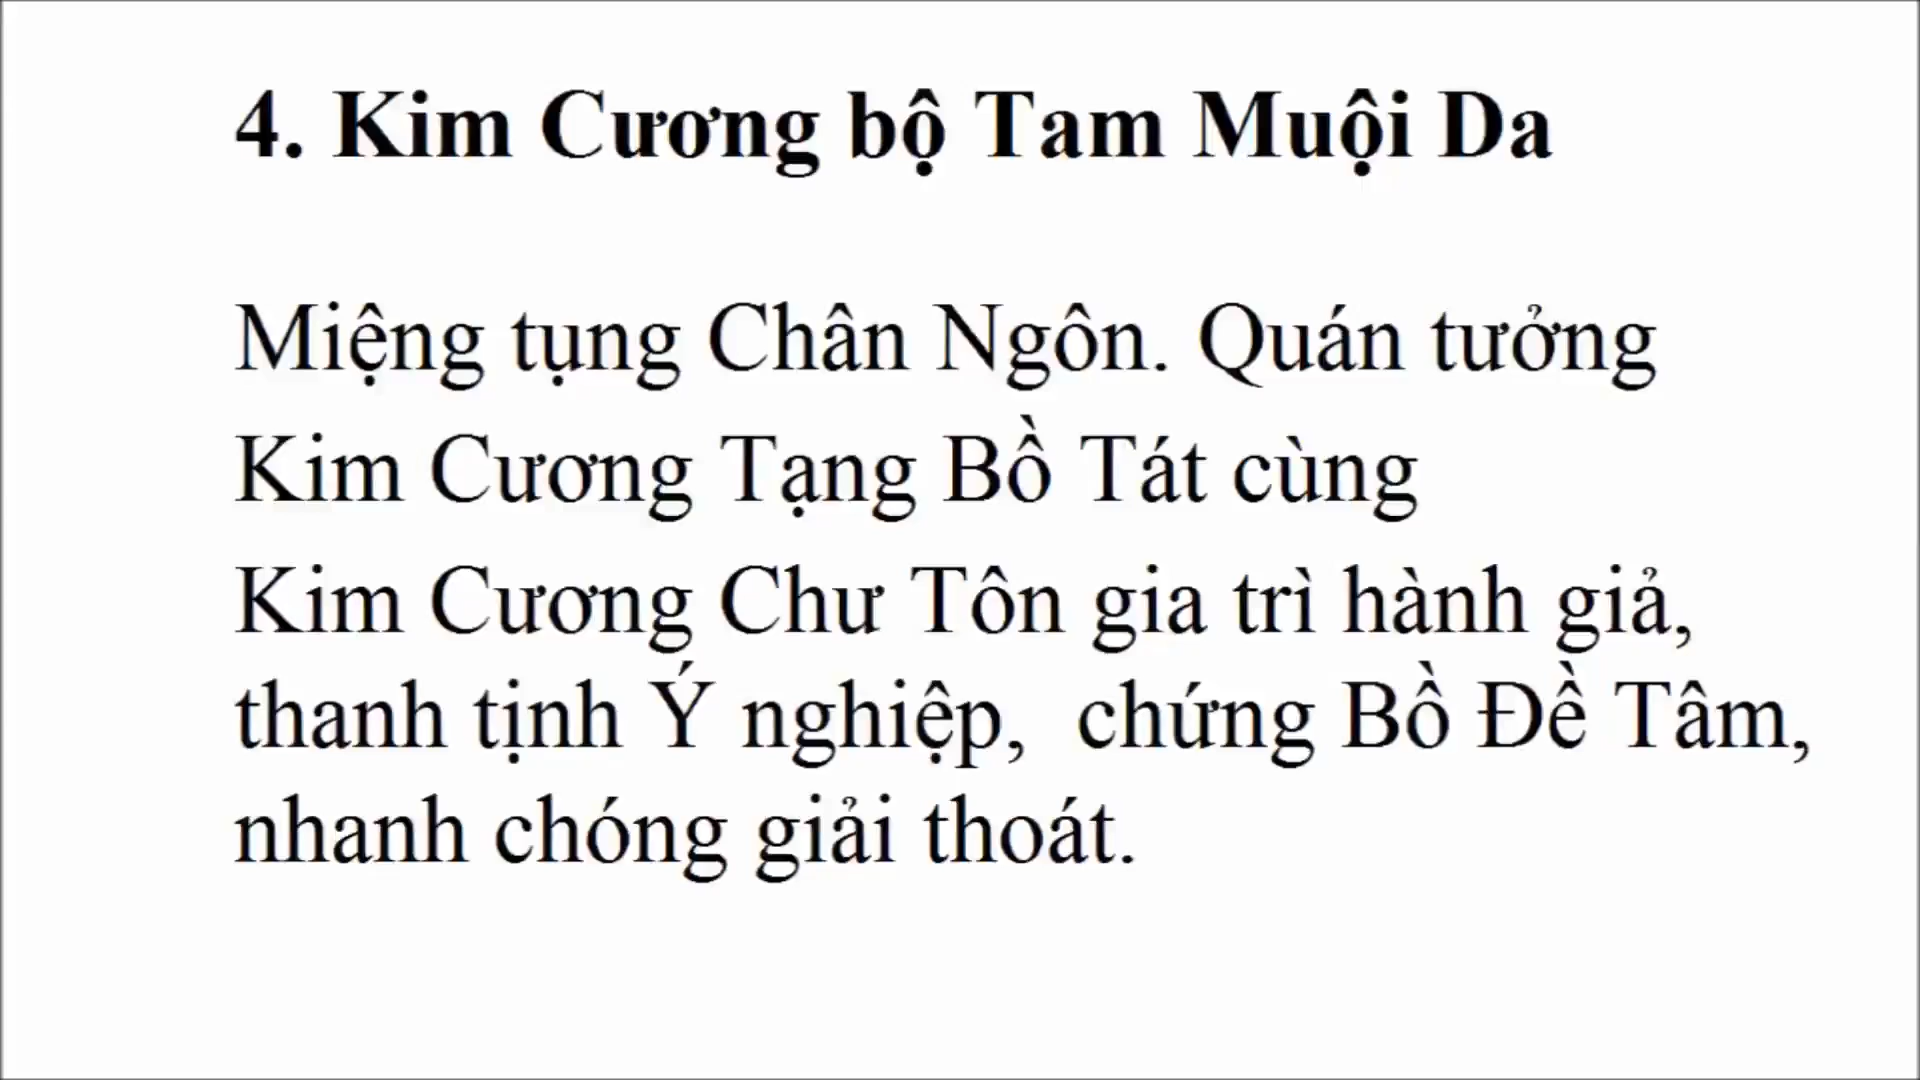 4. Kim Cương bộ Tam Muội Da
Miệng tụng Chân Ngôn. Quán tưởng
Kim Cương Tạng Bồ Tát cùng
Kim Cương Chư Tôn gia trì hành giả,
thanh tịnh Ý nghiệp,  chứng Bồ Đề Tâm,
nhanh chóng giải thoát.